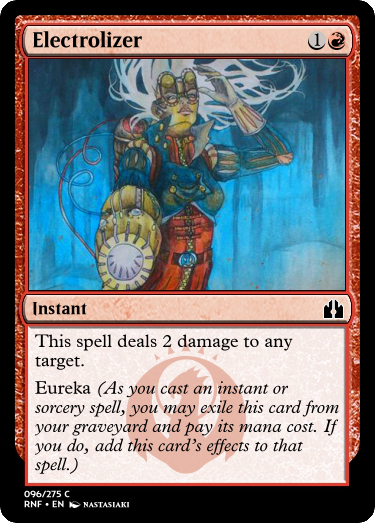 Electrolizer 1
Instant
This spell deals 2 damage to any
target.
Eureka (As you cast an instant or
sorcery spell, you may exile this card from
your graveyard and pay its mana cost. If
you do, add this card's effects to that
spell.)
096/275 C
RNF • EN NASTASIAKI